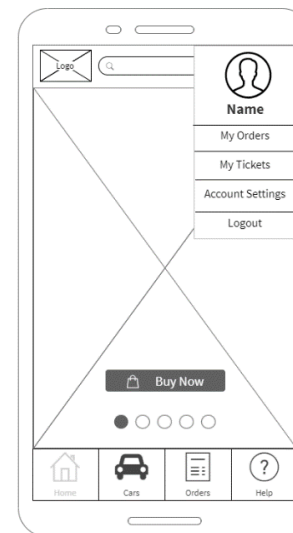 Logo
Name
My Orders
My Tickets
Account Settings
Logout
Buy Now
Home
Cars
Orders
Help
?